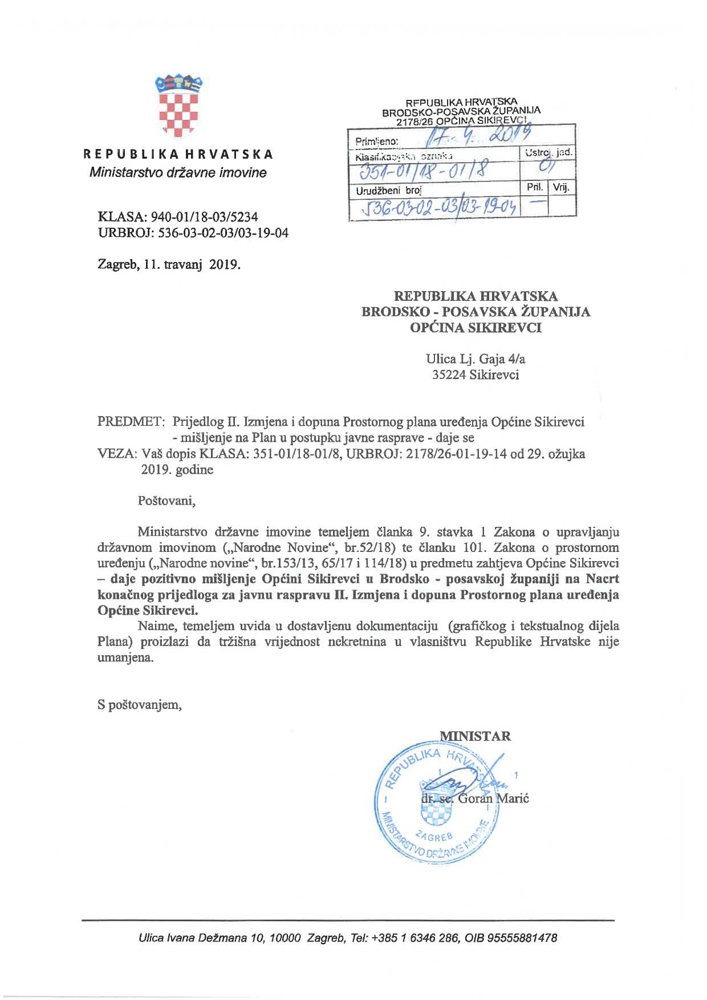 REPUBLIKA HRVATSKA
Ministarstvo državne imovine
KLASA: 940-01/18-03/5234
URBROJ: 536-03-02-03/03-19-04
Zagreb, 11. travanj 2019.
REPUBLIKA HRVATSKA
BRODSKO-POSAVSKA ŽUPANIJA
2178/26 OPĆINA SIKIREVCI
Primljeno: 17. 4. 2019
Klasifikacijska oznaka Ustroj. jed.
351-01/18-01/8
Urudžbeni broj Pril. Vrij.
536-03-02-03/03-19-04 —
REPUBLIKA HRVATSKA
BRODSKO - POSAVSKA ŽUPANIJA
OPĆINA SIKIREVCI
Ulica Lj. Gaja 4/a
35224 Sikirevci
PREDMET: Prijedlog II. Izmjena i dopuna Prostornog plana uređenja Općine Sikirevci
- mišljenje na Plan u postupku javne rasprave - daje se
VEZA: Vaš dopis KLASA: 351-01/18-01/8, URBROJ: 2178/26-01-19-14 od 29. ožujka
2019. godine
Poštovani,
Ministarstvo državne imovine temeljem članka 9. stavka 1 Zakona o upravljanju
državnom imovinom („Narodne Novine“, br.52/18) te članku 101. Zakona o prostornom
uređenju („Narodne novine“, br.153/13, 65/17 i 114/18) u predmetu zahtjeva Općine Sikirevci
– daje pozitivno mišljenje Općini Sikirevci u Brodsko - posavskoj županiji na Nacrt
konačnog prijedloga za javnu raspravu II. Izmjena i dopuna Prostornog plana uređenja
Općine Sikirevci.
Naime, temeljem uvida u dostavljenu dokumentaciju (grafičkog i tekstualnog dijela
Plana) proizlazi da tržišna vrijednost nekretnina u vlasništvu Republike Hrvatske nije
umanjena.
S poštovanjem,
MINISTAR
REPUBLIKA HRVATSKA
1
dr. sc. Goran Marić
ZAGREB
MINISTARSTVO DRŽAVNE IMOVINE
Ulica Ivana Dežmana 10, 10000 Zagreb, Tel: +385 1 6346 286, OIB 95555881478